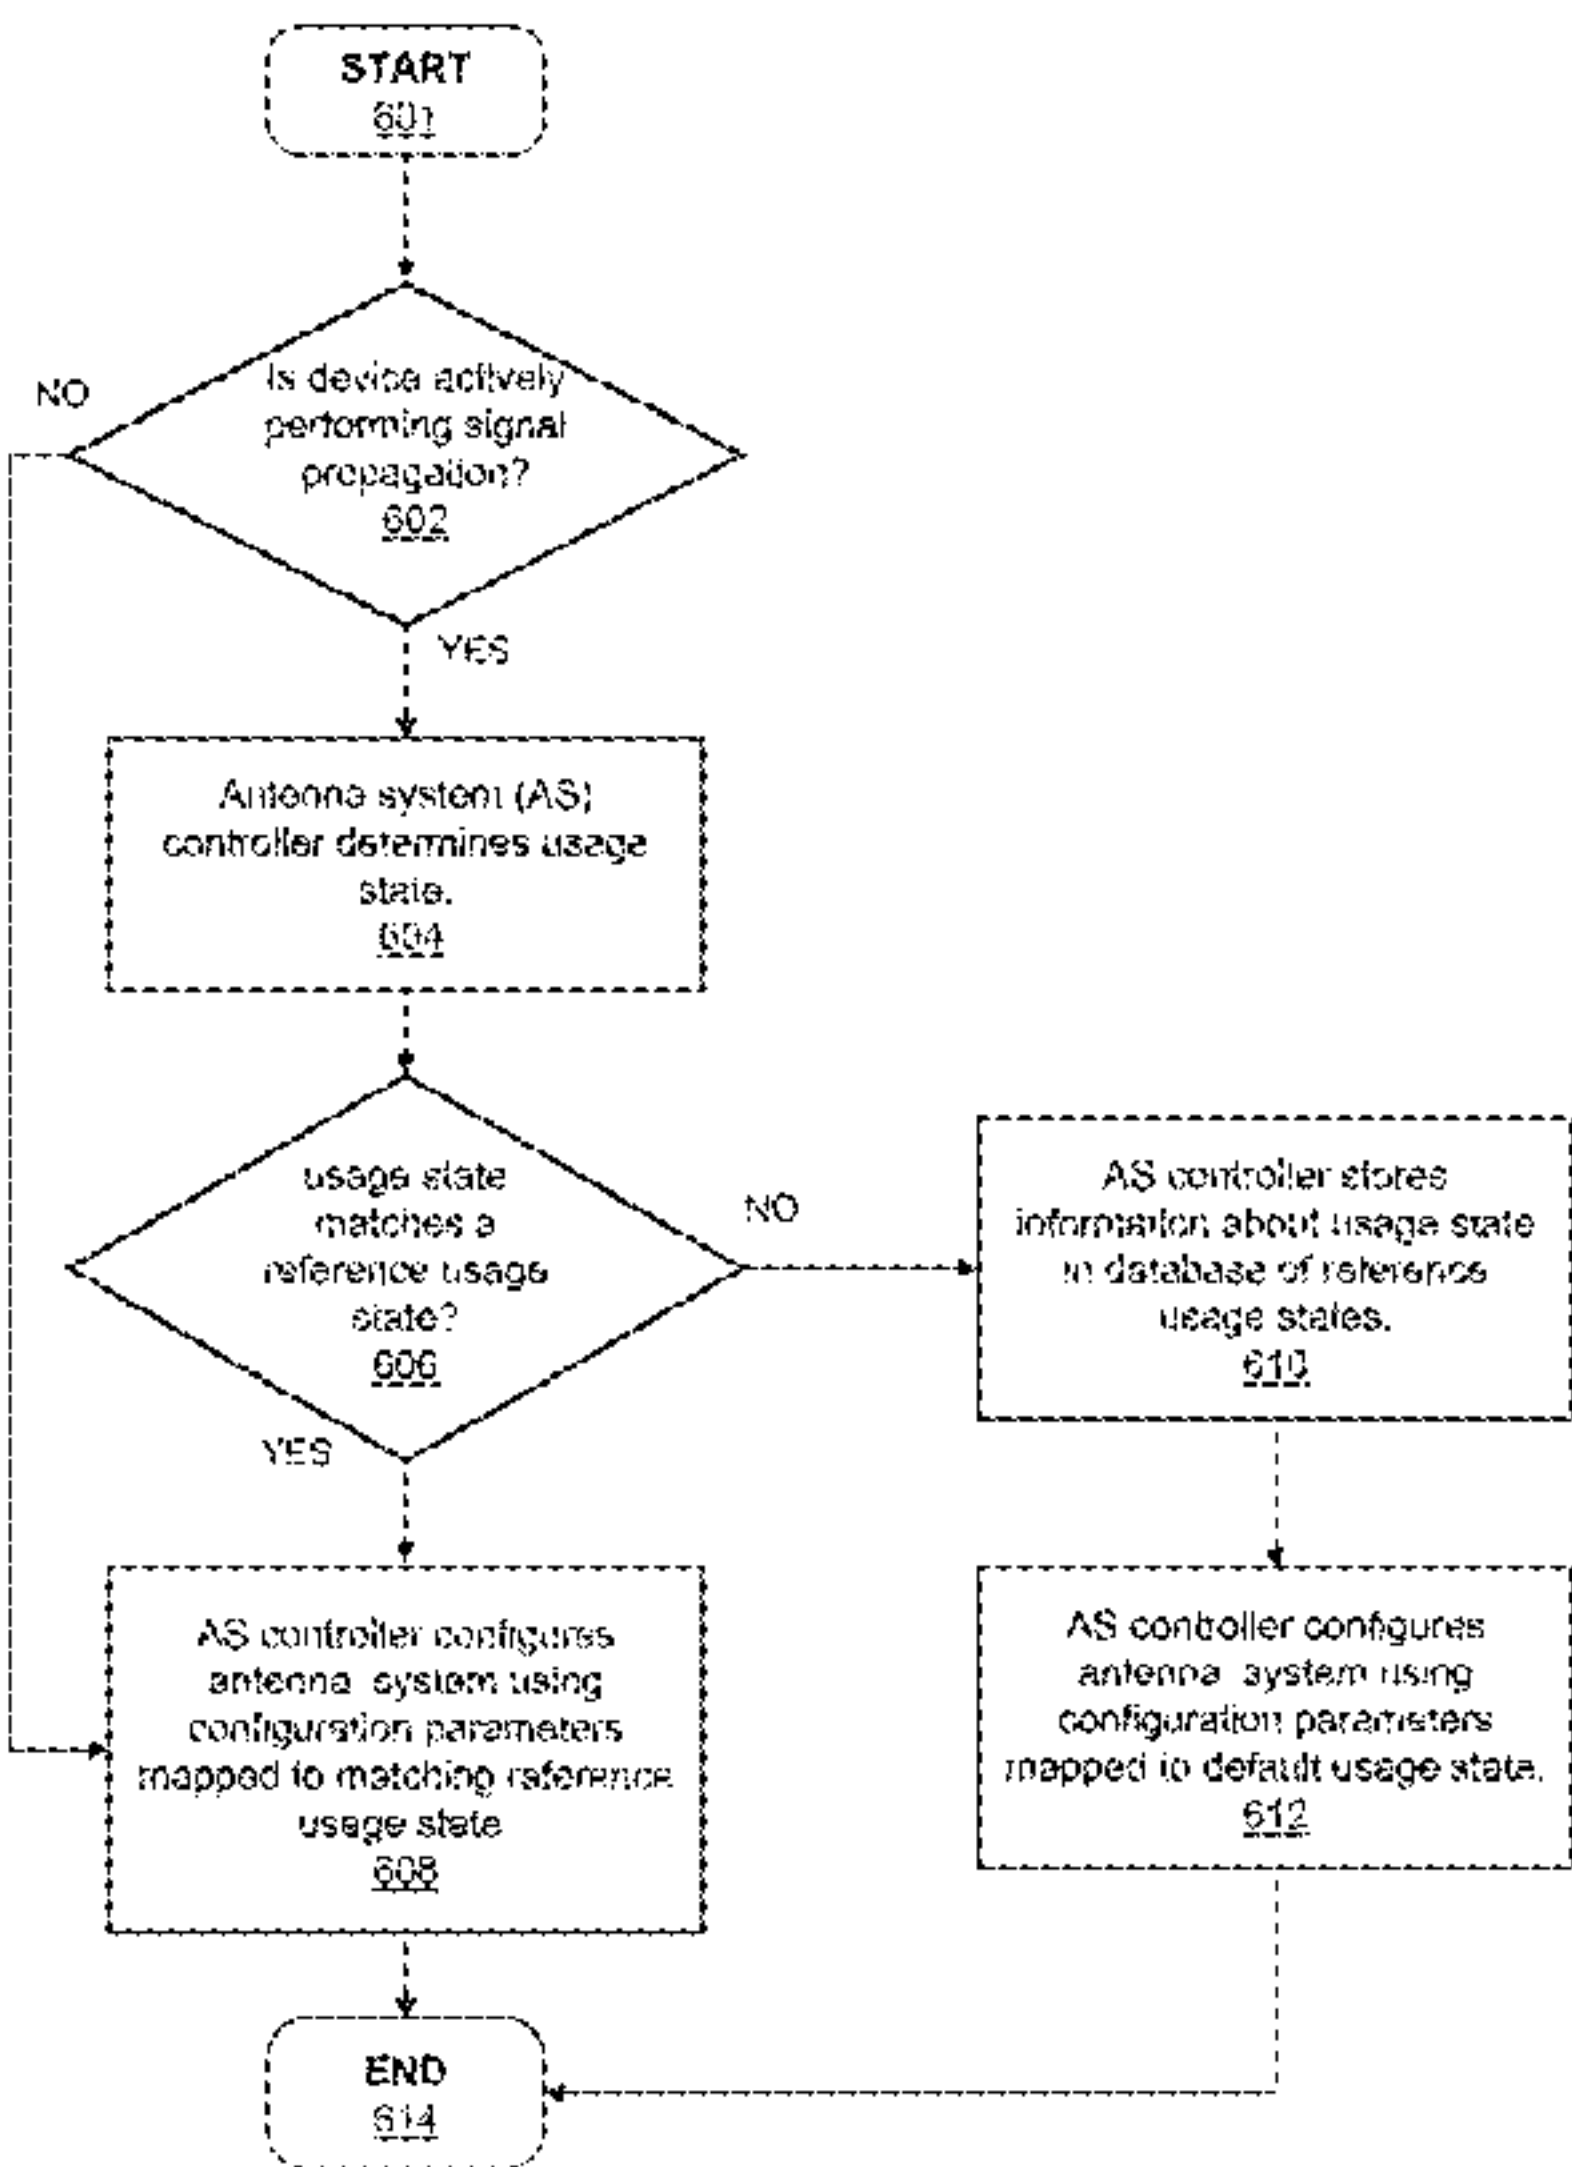 START
601
Is device actively
performing signal
propagation?
602
NO
YES
Antenna system (AS)
controller determines usage
state.
604
usage state
matches a
reference usage
state?
606
NO
YES
AS controller stores
information about usage state
in database of reference
usage states.
610
AS controller configures
antenna system using
configuration parameters
mapped to matching reference
usage state
608
AS controller configures
antenna system using
configuration parameters
mapped to default usage state.
612
END
614